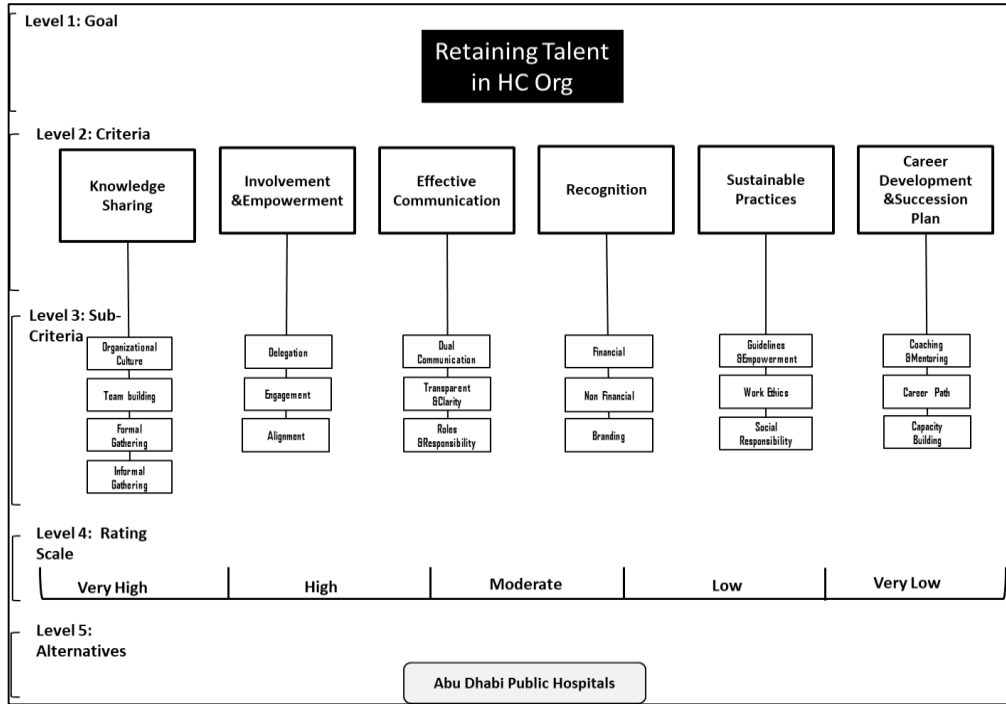 Level 1: Goal
Retaining Talent
in HC Org
Level 2: Criteria
Knowledge
Sharing
Involvement
&Empowerment
Effective
Communication
Recognition
Sustainable
Practices
Career
Development
&Succession
Plan
Level 3: Sub-
Criteria
Organizational
Culture
Team building
Formal
Gathering
Informal
Gathering
Delegation
Engagement
Alignment
Dual
Communication
Transparent
&Clarity
Roles
&Responsibility
Financial
Non Financial
Branding
Guidelines
&Empowerment
Work Ethics
Social
Responsibility
Coaching
&Mentoring
Career Path
Capacity
Building
Level 4: Rating
Scale
Very High
High
Moderate
Low
Very Low
Level 5:
Alternatives
Abu Dhabi Public Hospitals